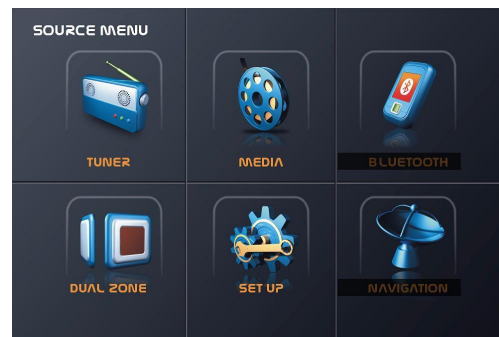 SOURCE MENU
TUNER
MEDIA
BLUETOOTH
DUAL ZONE
SET UP
NAVIGATION